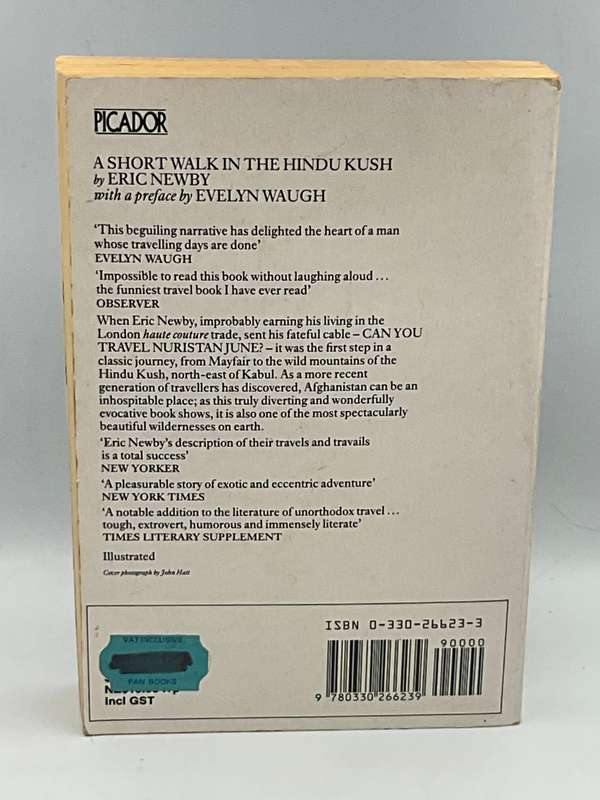 PICADOR
A SHORT WALK IN THE HINDU KUSH
by ERIC NEWBY
with a preface by EVELYN WAUGH
‘This beguiling narrative has delighted the heart of a man
whose travelling days are done’
EVELYN WAUGH
‘Impossible to read this book without laughing aloud ...
the funniest travel book I have ever read’
OBSERVER
When Eric Newby, improbably earning his living in the
London haute couture trade, sent his fateful cable – CAN YOU
TRAVEL NURISTAN JUNE? – it was the first step in a
classic journey, from Mayfair to the wild mountains of the
Hindu Kush, north-east of Kabul. As a more recent
generation of travellers has discovered, Afghanistan can be an
inhospitable place; as this truly diverting and wonderfully
evocative book shows, it is also one of the most spectacularly
beautiful wildernesses on earth.
‘Eric Newby’s description of their travels and travails
is a total success’
NEW YORKER
‘A pleasurable story of exotic and eccentric adventure’
NEW YORK TIMES
‘A notable addition to the literature of unorthodox travel ...
tough, extrovert, humorous and immensely literate’
TIMES LITERARY SUPPLEMENT
Illustrated
Cover photograph by John Hatt
ISBN 0-330-26623-3
90000
9 780330 266239
VAT INCLUSIVE
PAN BOOKS
Incl GST